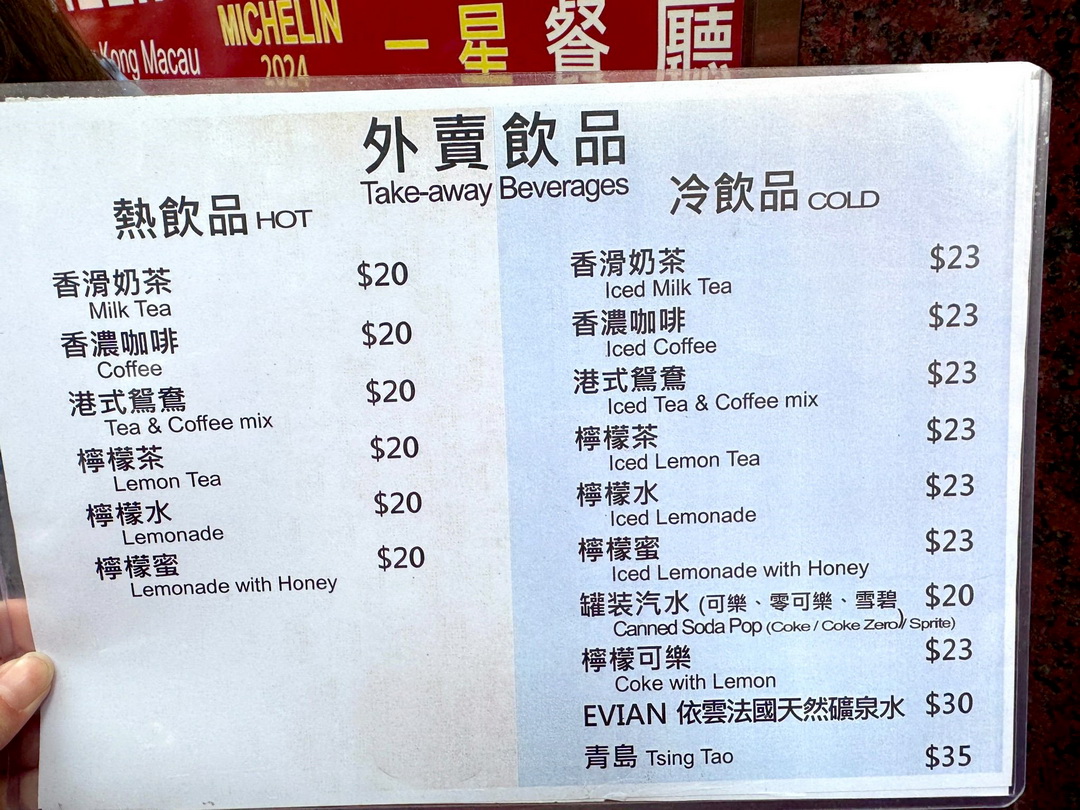 Kong Macau
MICHELIN
2024
一星
餐廳
外賣飲品
Take-away Beverages
熱飲品 HOT
香滑奶茶 $20
Milk Tea
香濃咖啡 $20
Coffee
港式鴛鴦 $20
Tea & Coffee mix
檸檬茶 $20
Lemon Tea
檸檬水 $20
Lemonade
檸檬蜜 $20
Lemonade with Honey
冷飲品 COLD
香滑奶茶 $23
Iced Milk Tea
香濃咖啡 $23
Iced Coffee
港式鴛鴦 $23
Iced Tea & Coffee mix
檸檬茶 $23
Iced Lemon Tea
檸檬水 $23
Iced Lemonade
檸檬蜜 $23
Iced Lemonade with Honey
罐装汽水 (可樂、零可樂、雪碧) $20
Canned Soda Pop (Coke / Coke Zero / Sprite)
檸檬可樂 $23
Coke with Lemon
EVIAN 依雲法國天然礦泉水 $30
青島 Tsing Tao $35